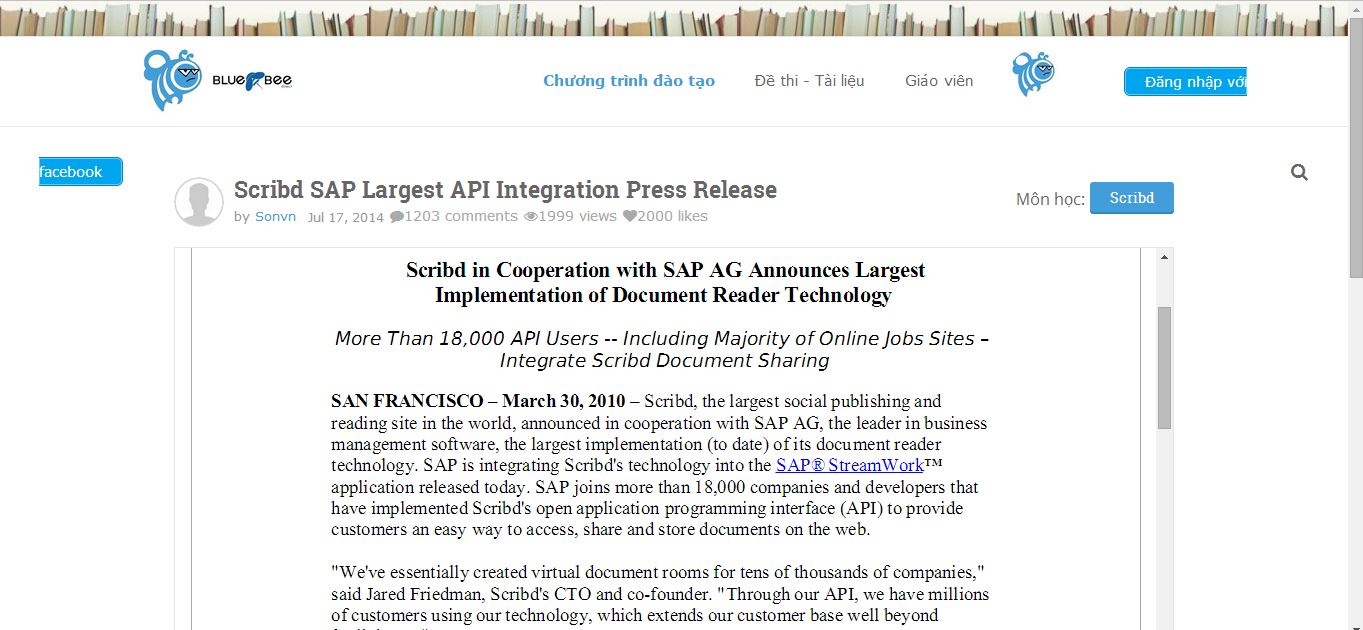 BLUE BEE
Chương trình đào tạo
Đề thi - Tài liệu
Giáo viên
Đăng nhập với
facebook
Scribd SAP Largest API Integration Press Release
by Sonvn Jul 17, 2014 1203 comments 1999 views 2000 likes
Môn học: Scribd
Scribd in Cooperation with SAP AG Announces Largest
Implementation of Document Reader Technology
More Than 18,000 API Users -- Including Majority of Online Jobs Sites –
Integrate Scribd Document Sharing
SAN FRANCISCO – March 30, 2010 – Scribd, the largest social publishing and
reading site in the world, announced in cooperation with SAP AG, the leader in business
management software, the largest implementation (to date) of its document reader
technology. SAP is integrating Scribd's technology into the SAP® StreamWork™
application released today. SAP joins more than 18,000 companies and developers that
have implemented Scribd's open application programming interface (API) to provide
customers an easy way to access, share and store documents on the web.
"We've essentially created virtual document rooms for tens of thousands of companies,"
said Jared Friedman, Scribd's CTO and co-founder. "Through our API, we have millions
of customers using our technology, which extends our customer base well beyond